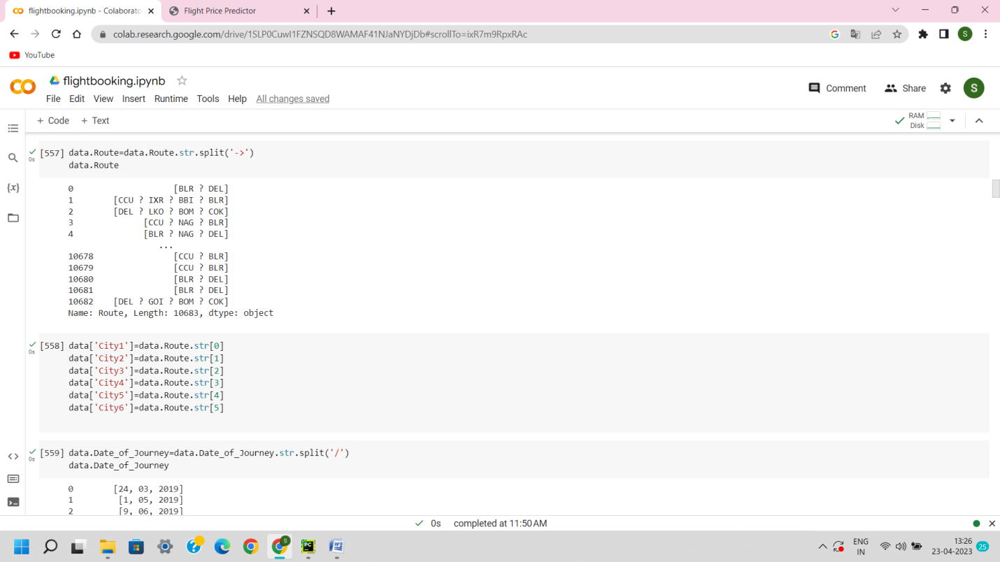 flightbooking.ipynb - Colaborato
Flight Price Predictor
colab.research.google.com/drive/1SLP0CuwI1FZNSQD8WAMAF41NJaNYDjDb#scrollTo=ixR7m9RpxRAc
S
YouTube
flightbooking.ipynb
File Edit View Insert Runtime Tools Help All changes saved
Comment Share S
+ Code + Text
RAM
Disk
[557] data.Route=data.Route.str.split('->')
0s
data.Route
{x}
0 [BLR ? DEL]
1 [CCU ? IXR ? BBI ? BLR]
2 [DEL ? LKO ? BOM ? COK]
3 [CCU ? NAG ? BLR]
4 [BLR ? NAG ? DEL]
...
10678 [CCU ? BLR]
10679 [CCU ? BLR]
10680 [BLR ? DEL]
10681 [BLR ? DEL]
10682 [DEL ? GOI ? BOM ? COK]
Name: Route, Length: 10683, dtype: object
[558] data['City1']=data.Route.str[0]
0s
data['City2']=data.Route.str[1]
data['City3']=data.Route.str[2]
data['City4']=data.Route.str[3]
data['City5']=data.Route.str[4]
data['City6']=data.Route.str[5]
[559] data.Date_of_Journey=data.Date_of_Journey.str.split('/')
0s
data.Date_of_Journey
0 [24, 03, 2019]
1 [1, 05, 2019]
2 [9, 06, 2019]
0s completed at 11:50 AM
S
PC
W
ENG
IN
13:26
23-04-2023
25